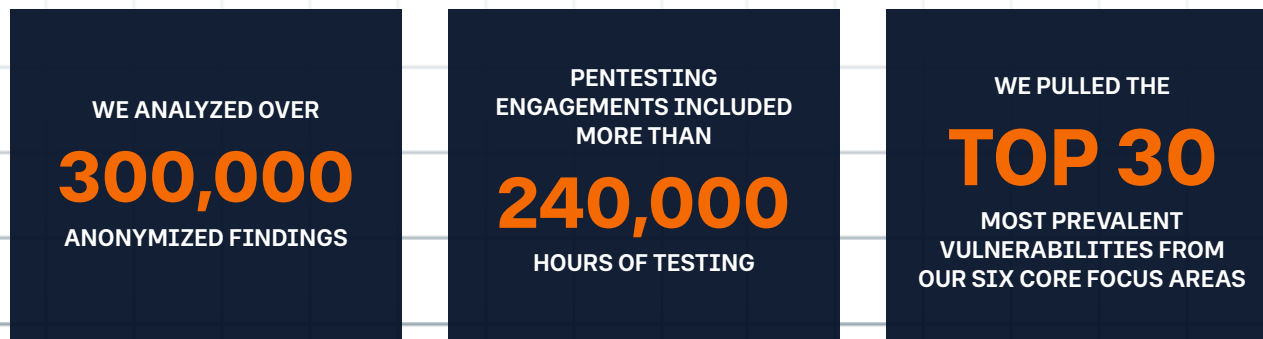 WE ANALYZED OVER
300,000
ANONYMIZED FINDINGS
PENTESTING
ENGAGEMENTS INCLUDED
MORE THAN
240,000
HOURS OF TESTING
WE PULLED THE
TOP 30
MOST PREVALENT
VULNERABILITIES FROM
OUR SIX CORE FOCUS AREAS